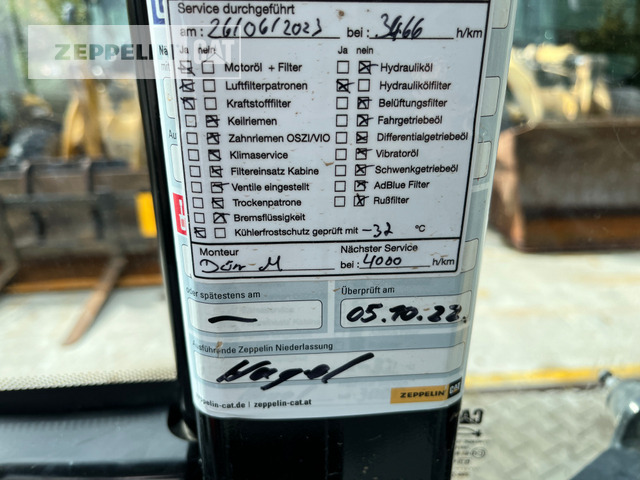 ZEPPELIN CAT
Service durchgeführt
am: 26/06/2023 bei: 3466 h/km
Ja nein Ja nein
Motoröl + Filter Hydrauliköl
Luftfilterpatronen Hydraulikölfilter
Kraftstofffilter Belüftungsfilter
Keilriemen Fahrgetriebeöl
Zahnriemen OSZI/VIO Differentialgetriebeöl
Klimaservice Vibratoröl
Filtereinsatz Kabine Schwenkgetriebeöl
Ventile eingestellt AdBlue Filter
Trockenpatrone Rußfilter
Bremsflüssigkeit
Kühlerfrostschutz geprüft mit -32 °C
Monteur Nächster Service
bei: 4000 h/km
oder spätestens am Überprüft am
05.10.22.
Ausführende Zeppelin Niederlassung
ZEPPELIN CAT
zeppelin-cat.de | zeppelin-cat.at